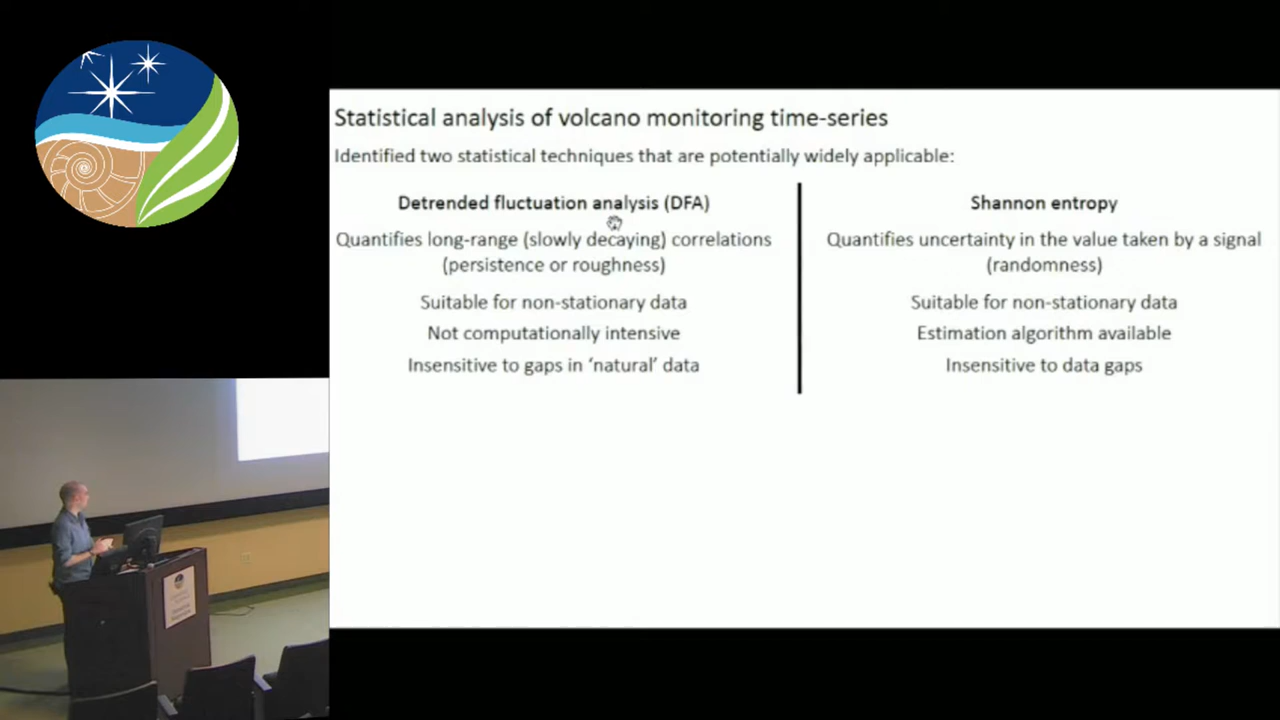 Statistical analysis of volcano monitoring time-series
Identified two statistical techniques that are potentially widely applicable:
Detrended fluctuation analysis (DFA)
Quantifies long-range (slowly decaying) correlations
(persistence or roughness)
Suitable for non-stationary data
Not computationally intensive
Insensitive to gaps in ‘natural’ data
Shannon entropy
Quantifies uncertainty in the value taken by a signal
(randomness)
Suitable for non-stationary data
Estimation algorithm available
Insensitive to data gaps